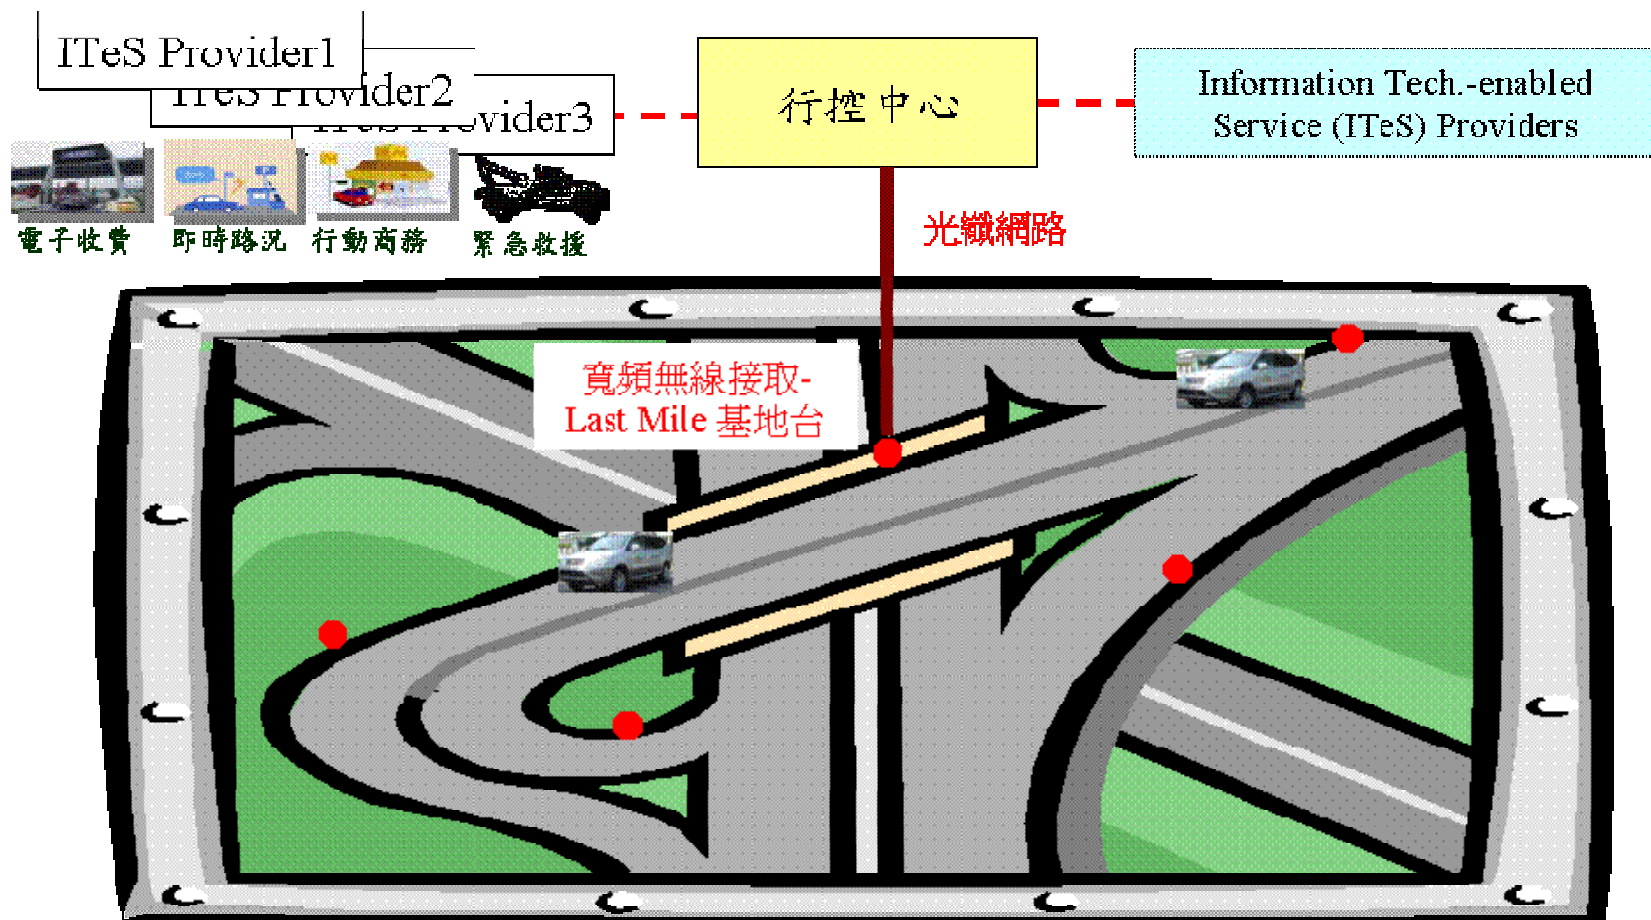 ITeS Provider1
ITeS Provider2
ITeS Provider3
行控中心
Information Tech.-enabled
Service (ITeS) Providers
電子收費
即時路況
行動商務
緊急救援
光纖網路
寬頻無線接取-
Last Mile 基地台